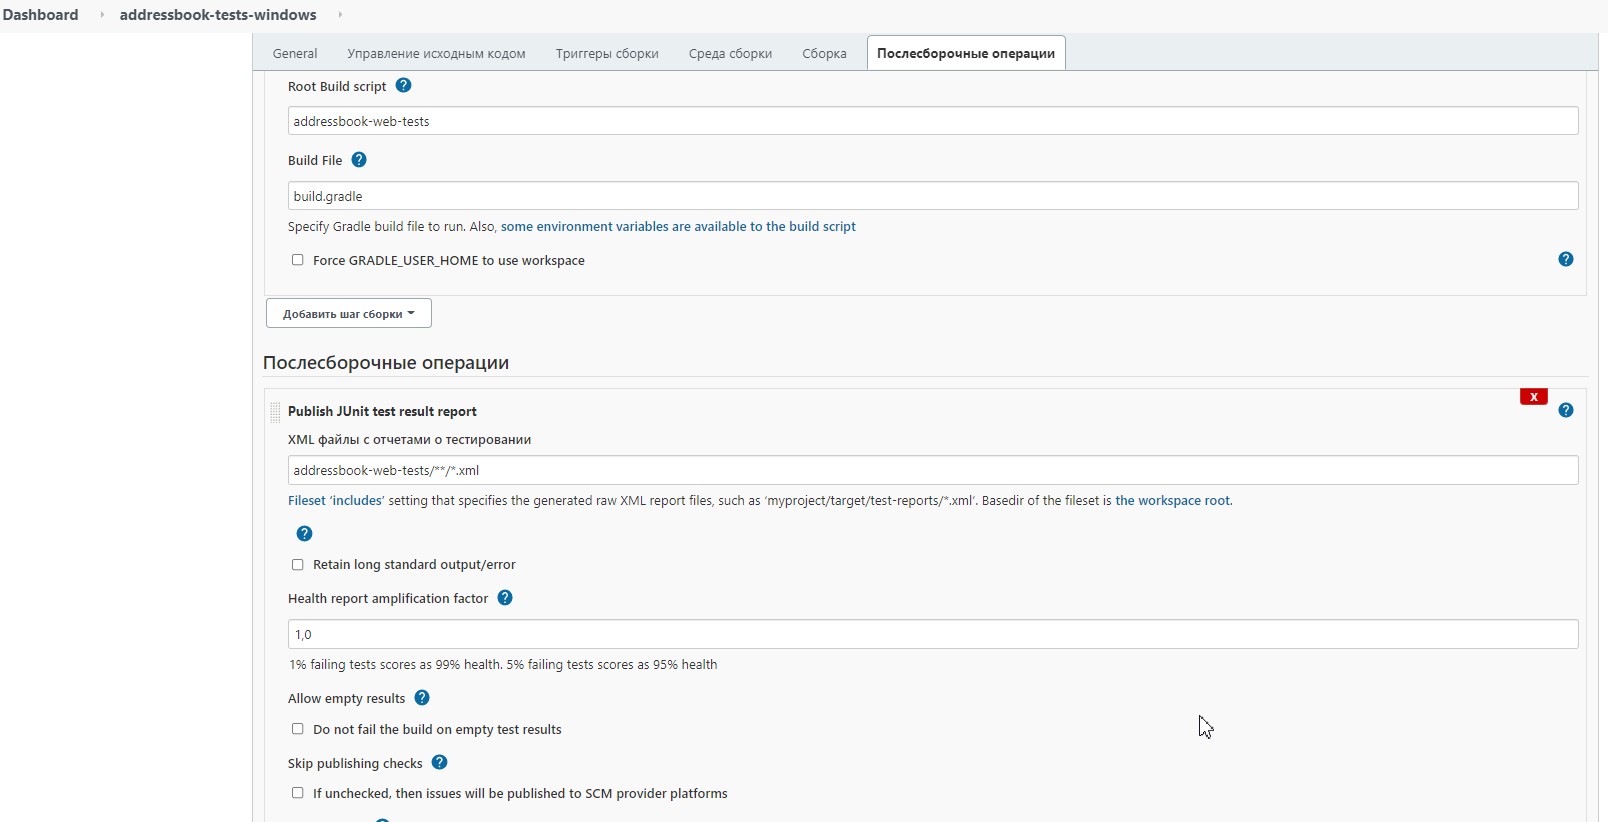 Dashboard addressbook-tests-windows
General Управление исходным кодом Триггеры сборки Среда сборки Сборка Послесборочные операции
Root Build script ?
addressbook-web-tests
Build File ?
build.gradle
Specify Gradle build file to run. Also, some environment variables are available to the build script
Force GRADLE_USER_HOME to use workspace ?
Добавить шаг сборки
Послесборочные операции
X
Publish JUnit test result report ?
XML файлы с отчетами о тестировании
addressbook-web-tests/**/*.xml
Fileset ‘includes’ setting that specifies the generated raw XML report files, such as ‘myproject/target/test-reports/*.xml’. Basedir of the fileset is the workspace root.
?
Retain long standard output/error
Health report amplification factor ?
1,0
1% failing tests scores as 99% health. 5% failing tests scores as 95% health
Allow empty results ?
Do not fail the build on empty test results
Skip publishing checks ?
If unchecked, then issues will be published to SCM provider platforms